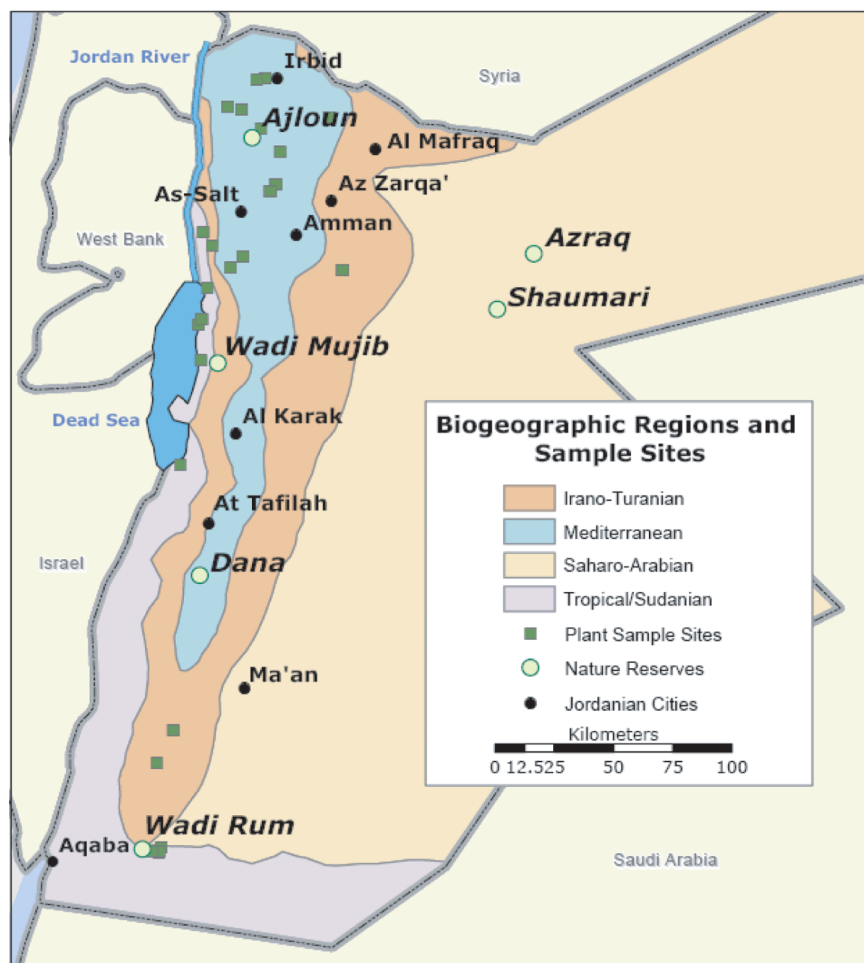 Jordan River
Irbid
Syria
Ajloun
Al Mafraq
As-Salt
Az Zarqa'
Amman
West Bank
Azraq
Shaumari
Wadi Mujib
Dead Sea
Al Karak
At Tafilah
Israel
Dana
Ma'an
Wadi Rum
Aqaba
Saudi Arabia
Biogeographic Regions and
Sample Sites
Irano-Turanian
Mediterranean
Saharo-Arabian
Tropical/Sudanian
Plant Sample Sites
Nature Reserves
Jordanian Cities
Kilometers
0 12.525 50 75 100